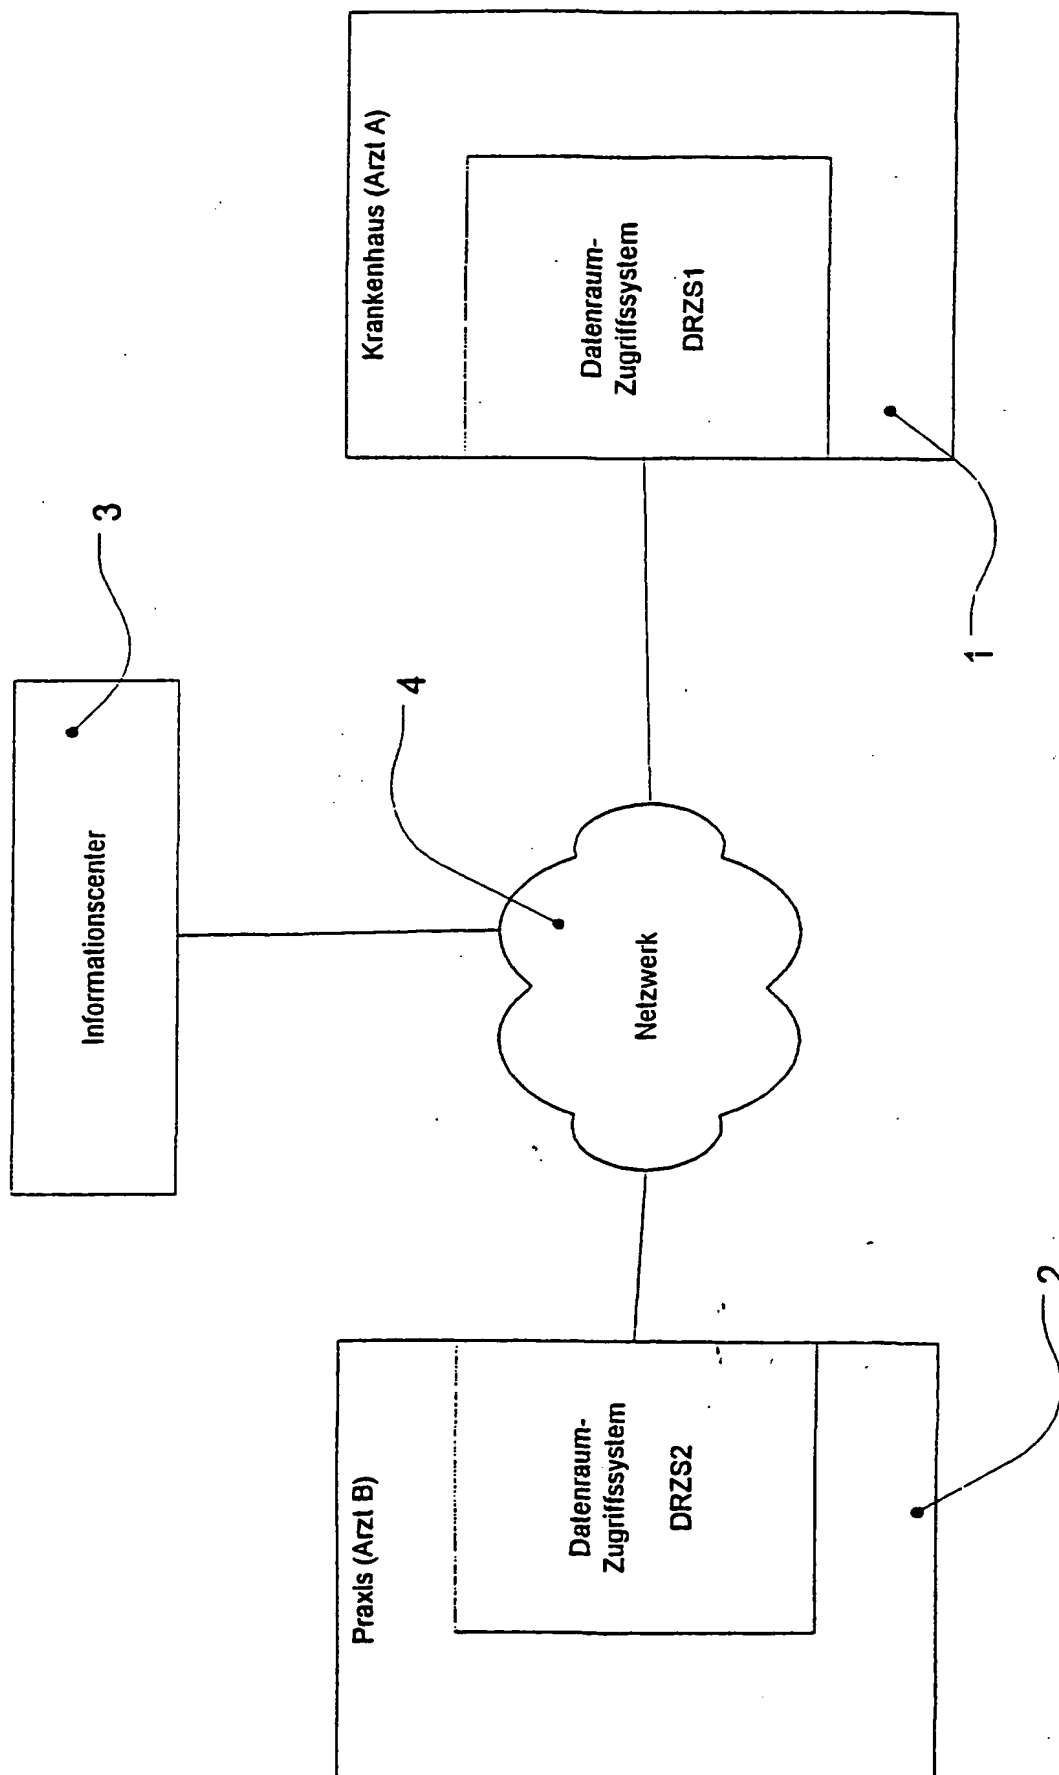 3
Informationscenter
4
Netzwerk
Praxis (Arzt B)
Datenraum-
Zugriffssystem
DRZS2
2
Krankenhaus (Arzt A)
Datenraum-
Zugriffssystem
DRZS1
1